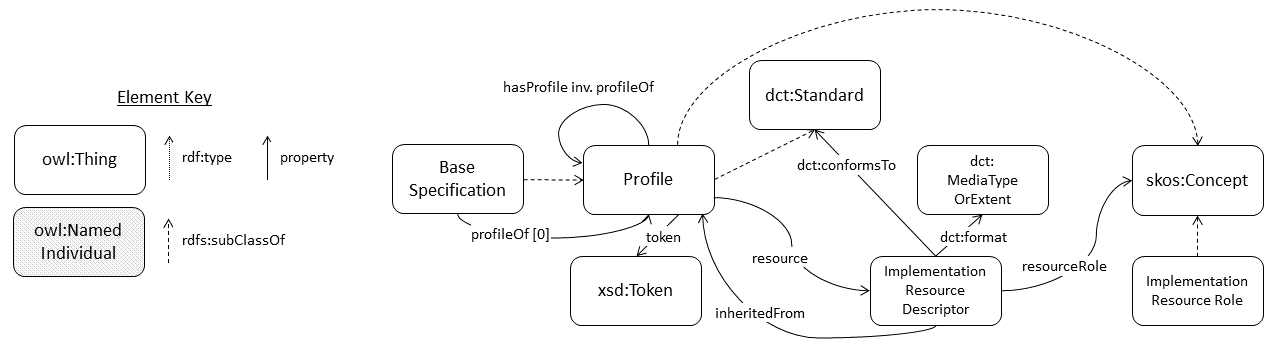 Element Key
owl:Thing
rdf:type
property
owl:Named
Individual
rdfs:subClassOf
hasProfile inv. profileOf
Base
Specification
Profile
dct:Standard
dct:conformsTo
dct:
MediaType
OrExtent
skos:Concept
profileOf [0]
token
dct:format
resource
resourceRole
xsd:Token
inheritedFrom
Implementation
Resource
Descriptor
Implementation
Resource Role